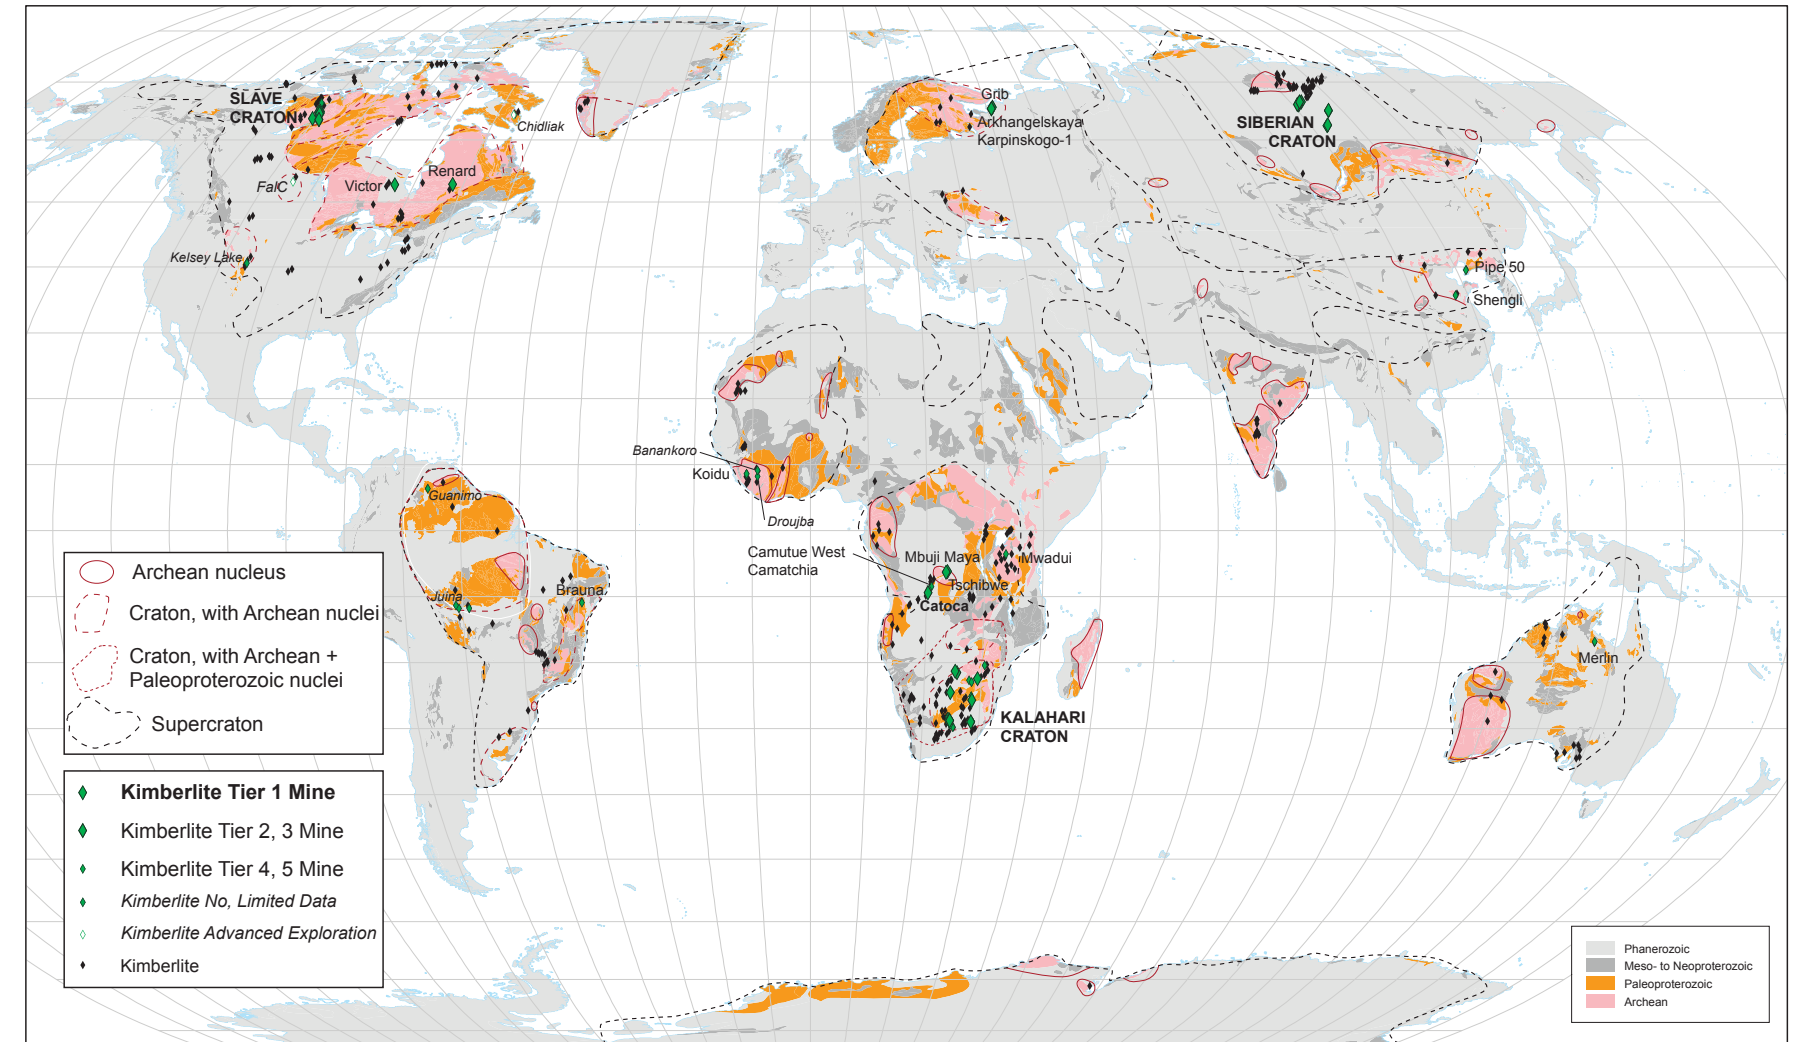 SLAVE
CRATON
Chidliak
Grib
Arkhangelskaya
Karpinskogo-1
SIBERIAN
CRATON
FalC
Victor
Renard
Kelsey Lake
Pipe 50
Shengli
Banankoro
Koidu
Droujba
Guanimo
Camutue West
Camatchia
Mbuji Maya
Mwadui
Tschibwe
Catoca
Juina
Brauna
Merlin
KALAHARI
CRATON
Archean nucleus
Craton, with Archean nuclei
Craton, with Archean +
Paleoproterozoic nuclei
Supercraton
Kimberlite Tier 1 Mine
Kimberlite Tier 2, 3 Mine
Kimberlite Tier 4, 5 Mine
Kimberlite No, Limited Data
Kimberlite Advanced Exploration
Kimberlite
Phanerozoic
Meso- to Neoproterozoic
Paleoproterozoic
Archean